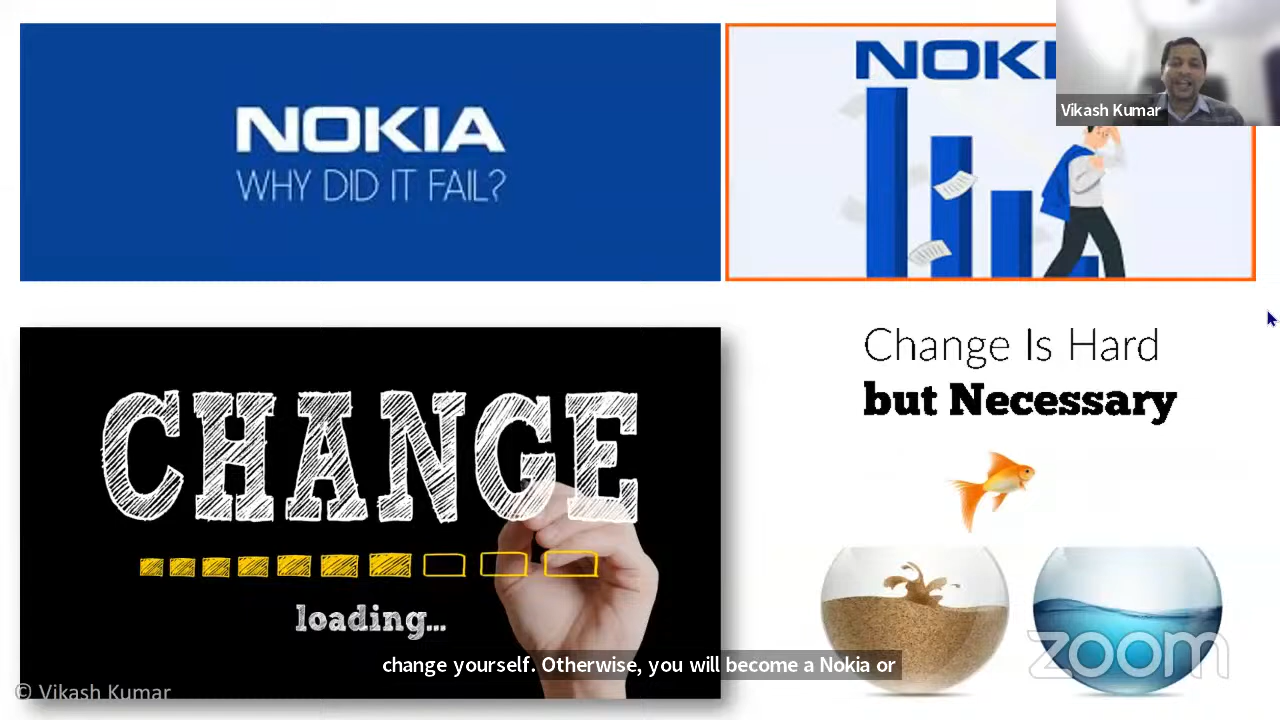 NOKIA
WHY DID IT FAIL?
NOKI
Vikash Kumar
CHANGE
loading...
Change Is Hard
but Necessary
zoom
change yourself. Otherwise, you will become a Nokia or
© Vikash Kumar